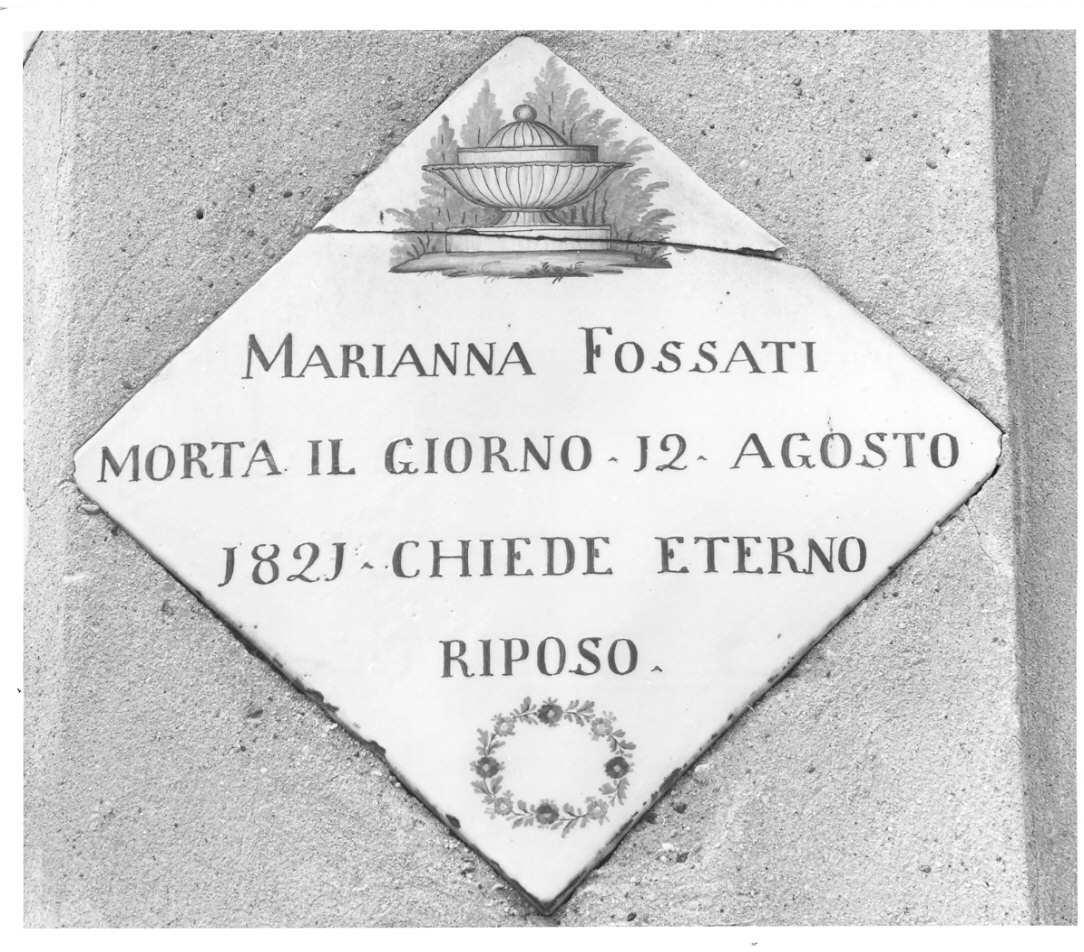 MARIANNA FOSSATI
MORTA IL GIORNO - J2 - AGOSTO
J82J - CHIEDE ETERNO
RIPOSO -